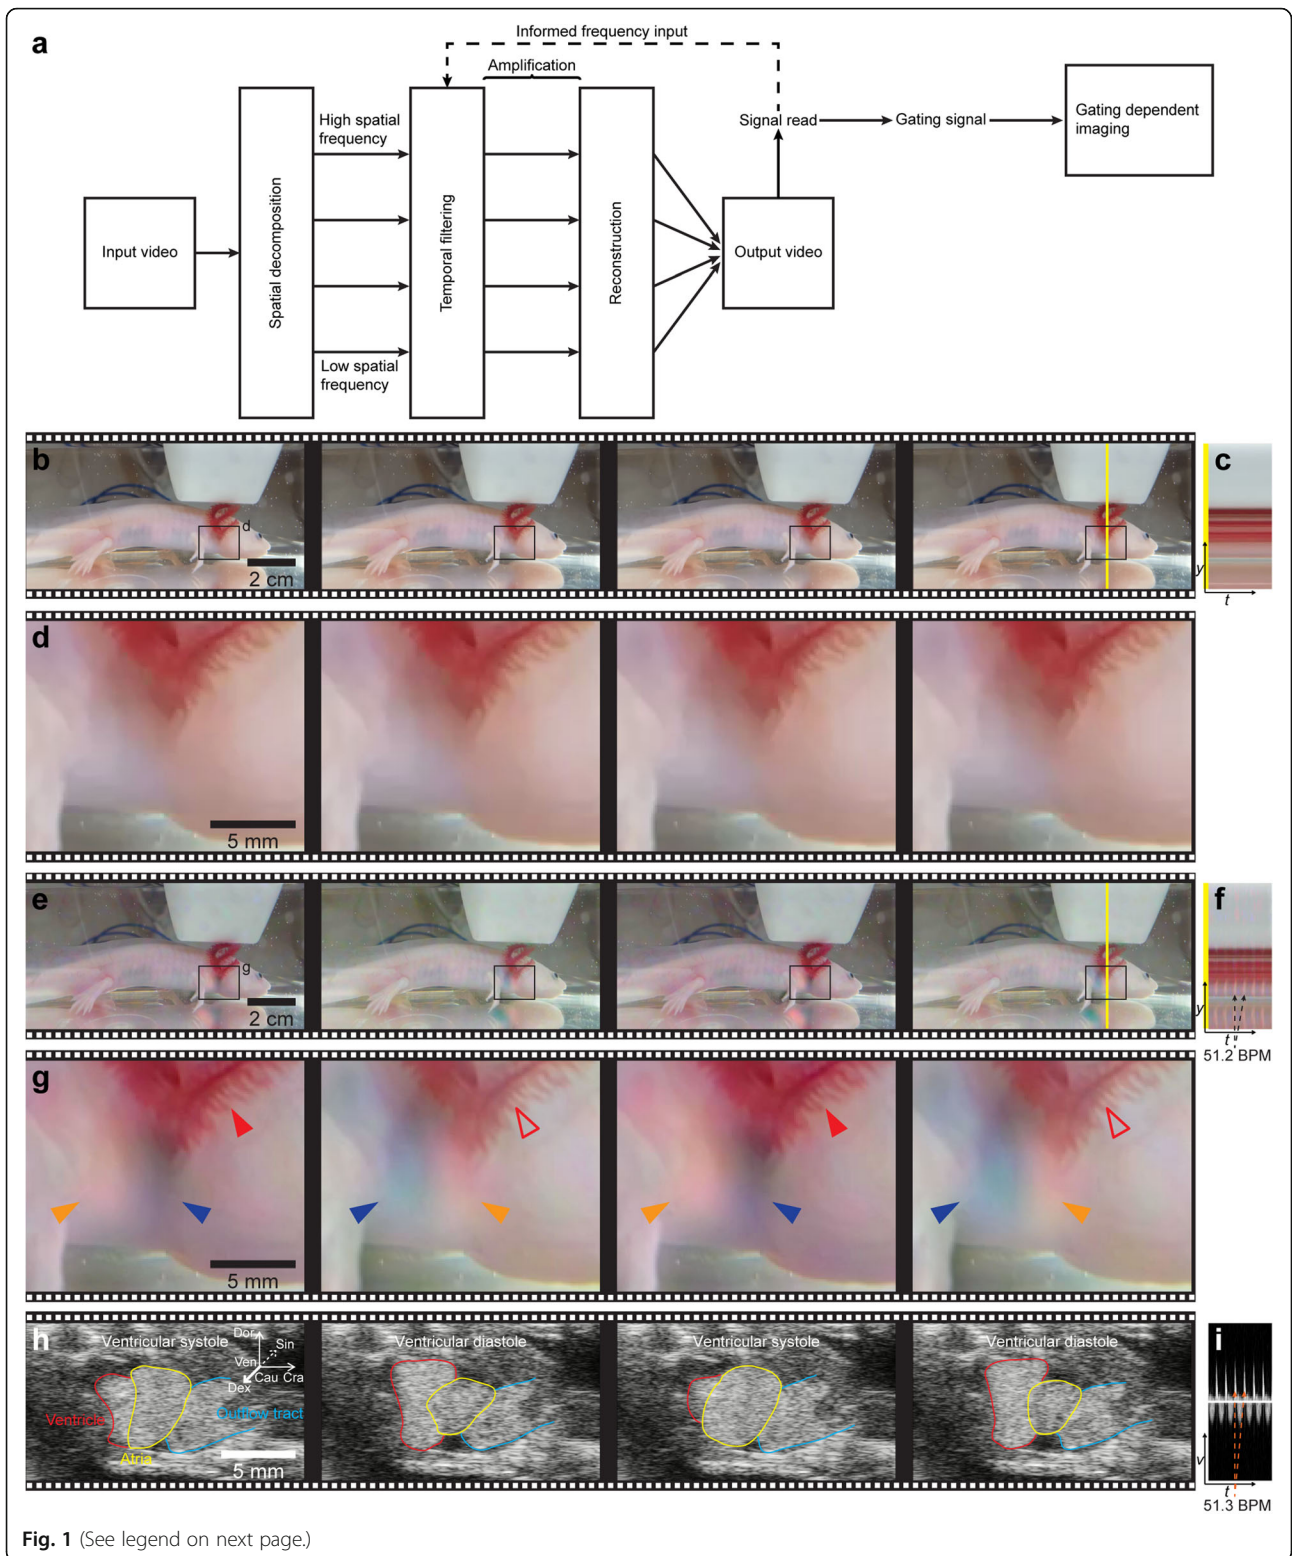 a
Informed frequency input
Amplification
High spatial
frequency
Signal read
Gating signal
Gating dependent
imaging
Input video
Spatial decomposition
Temporal filtering
Reconstruction
Output video
Low spatial
frequency
b
d
2 cm
c
y
t
d
5 mm
e
g
2 cm
f
y
t
51.2 BPM
g
5 mm
h
Ventricular systole
Ventricular diastole
Ventricular systole
Ventricular diastole
Dor
Sin
Ven
Cau Cra
Dex
Ventricle
Outflow tract
Atria
5 mm
i
v
t
51.3 BPM
Fig. 1 (See legend on next page.)